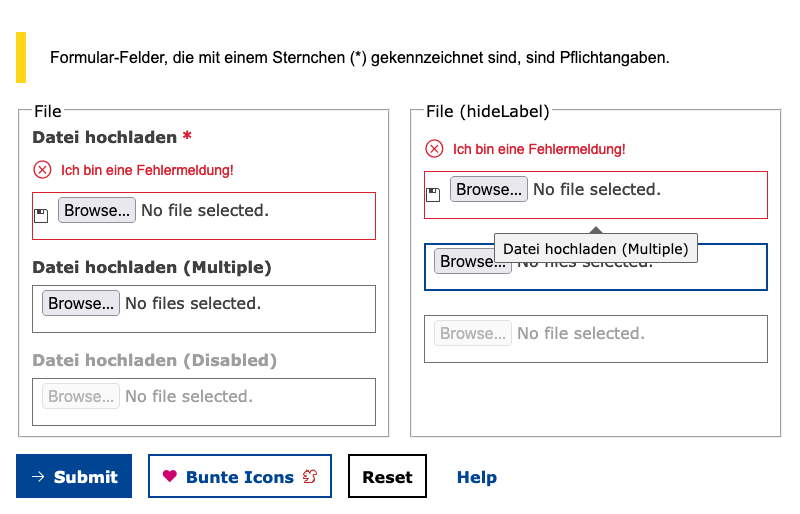 Formular-Felder, die mit einem Sternchen (*) gekennzeichnet sind, sind Pflichtangaben.
File
Datei hochladen *
Ich bin eine Fehlermeldung!
Browse... No file selected.
Datei hochladen (Multiple)
Browse... No files selected.
Datei hochladen (Disabled)
Browse... No file selected.
File (hideLabel)
Ich bin eine Fehlermeldung!
Browse... No file selected.
Datei hochladen (Multiple)
Browse... No files selected.
Browse... No file selected.
Submit
Bunte Icons
Reset
Help